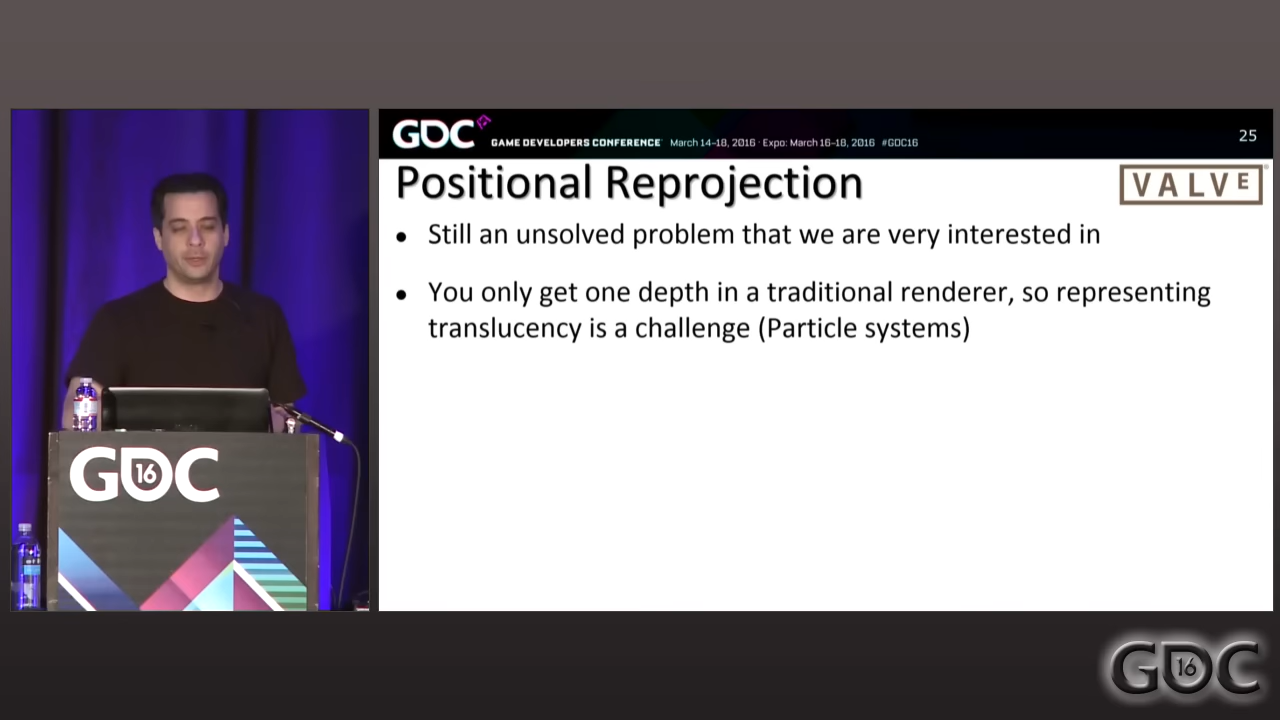 GDC
GAME DEVELOPERS CONFERENCE March 14-18, 2016 · Expo: March 16-18, 2016 #GDC16
25
Positional Reprojection
VALVE
• Still an unsolved problem that we are very interested in
• You only get one depth in a traditional renderer, so representing
translucency is a challenge (Particle systems)
GDC
16
GDC
16